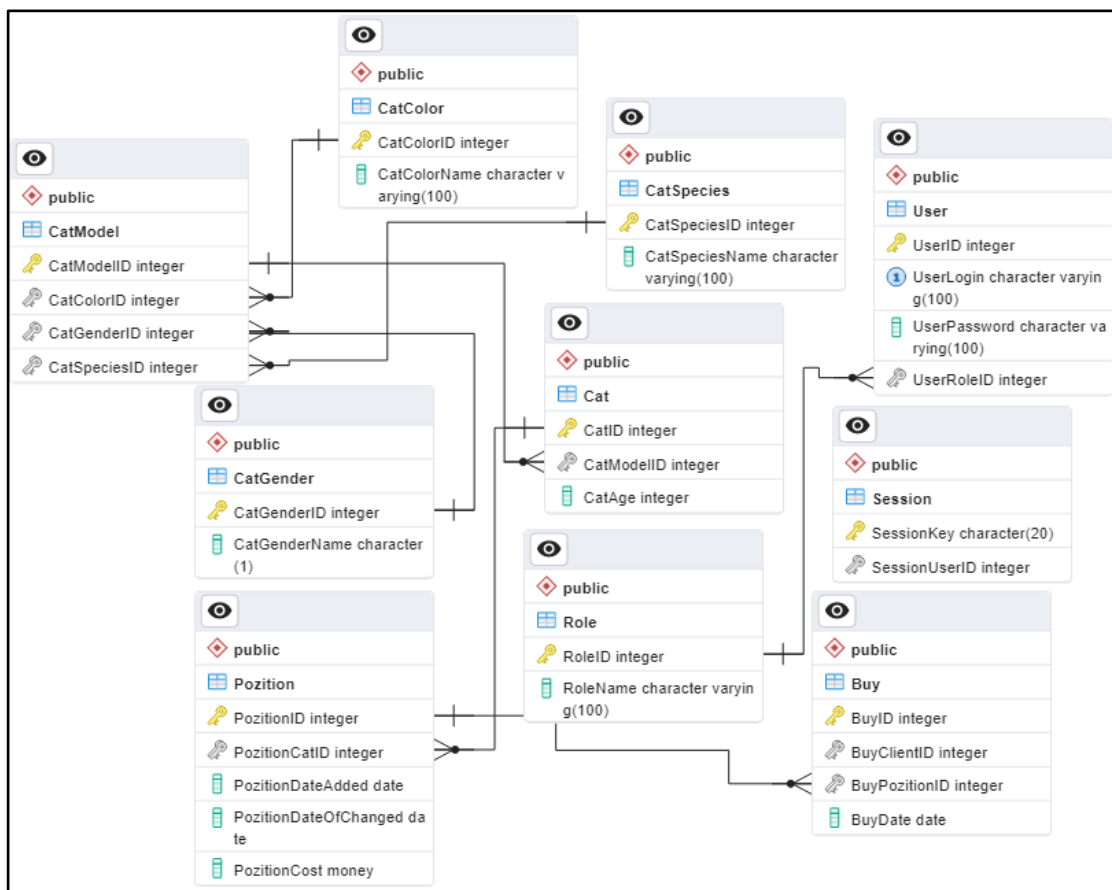 public
CatColor
CatColorID integer
CatColorName character v
arying(100)
public
CatSpecies
CatSpeciesID integer
CatSpeciesName character
varying(100)
public
User
UserID integer
1 UserLogin character varyin
g(100)
UserPassword character va
rying(100)
UserRoleID integer
public
CatModel
CatModelID integer
CatColorID integer
CatGenderID integer
CatSpeciesID integer
public
Cat
CatID integer
CatModelID integer
CatAge integer
public
CatGender
CatGenderID integer
CatGenderName character
(1)
public
Session
SessionKey character(20)
SessionUserID integer
public
Role
RoleID integer
RoleName character varyin
g(100)
public
Pozition
PozitionID integer
PozitionCatID integer
PozitionDateAdded date
PozitionDateOfChanged da
te
PozitionCost money
public
Buy
BuyID integer
BuyClientID integer
BuyPozitionID integer
BuyDate date